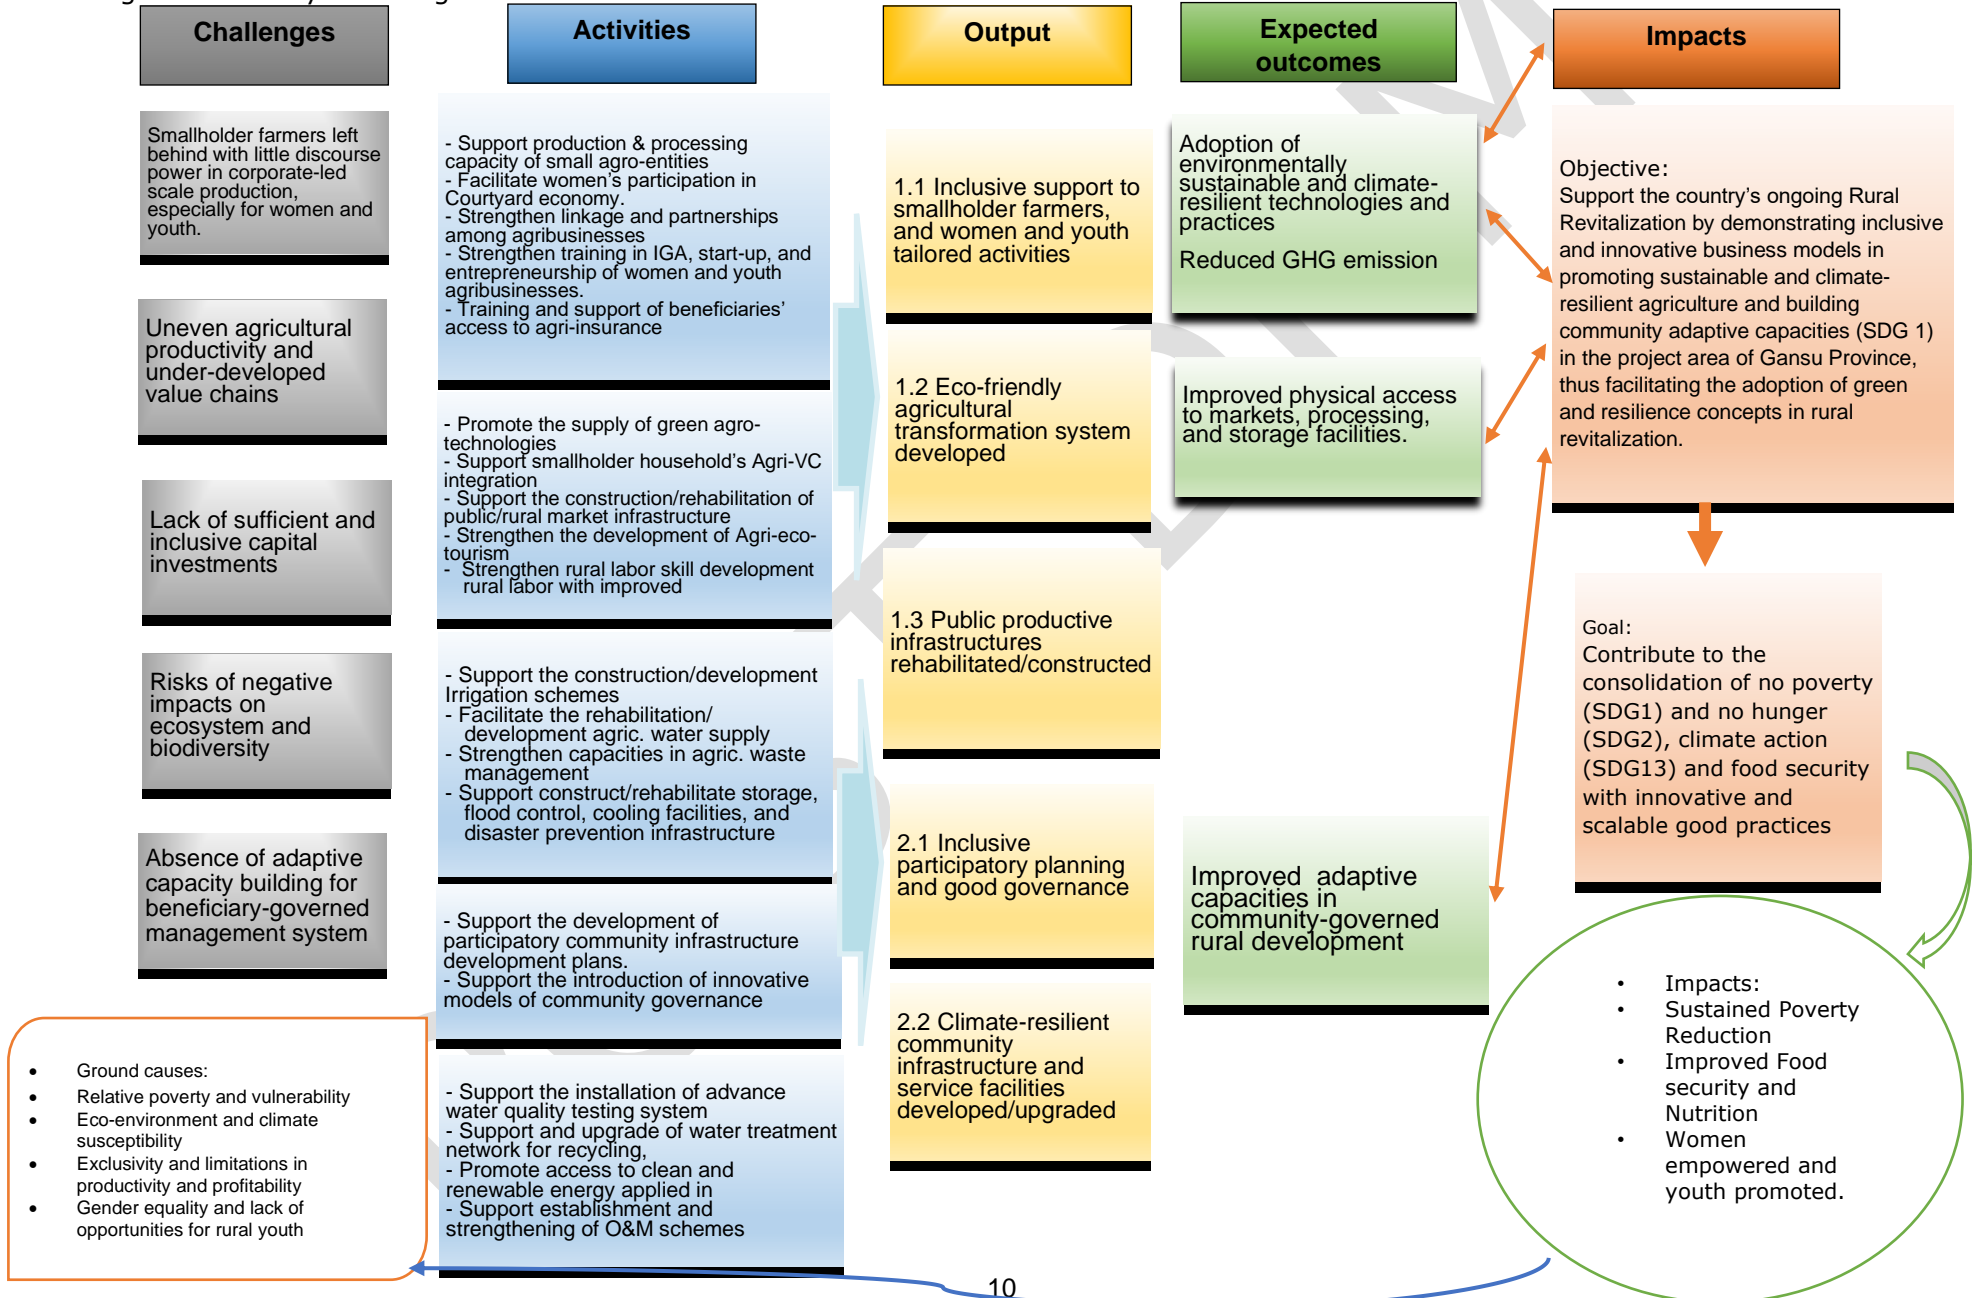 Challenges
Activities
Output
Expected
outcomes
Impacts
Smallholder farmers left
behind with little discourse
power in corporate-led
scale production,
especially for women and
youth.
Uneven agricultural
productivity and
under-developed
value chains
Lack of sufficient and
inclusive capital
investments
Risks of negative
impacts on
ecosystem and
biodiversity
Absence of adaptive
capacity building for
beneficiary-governed
management system
• Ground causes:
• Relative poverty and vulnerability
• Eco-environment and climate
susceptibility
• Exclusivity and limitations in
productivity and profitability
• Gender equality and lack of
opportunities for rural youth
- Support production & processing
capacity of small agro-entities
- Facilitate women’s participation in
Courtyard economy.
- Strengthen linkage and partnerships
among agribusinesses
- Strengthen training in IGA, start-up, and
entrepreneurship of women and youth
agribusinesses.
- Training and support of beneficiaries’
access to agri-insurance
- Promote the supply of green agro-
technologies
- Support smallholder household’s Agri-VC
integration
- Support the construction/rehabilitation of
public/rural market infrastructure
- Strengthen the development of Agri-eco-
tourism
- Strengthen rural labor skill development
rural labor with improved
- Support the construction/development
Irrigation schemes
- Facilitate the rehabilitation/
development agric. water supply
- Strengthen capacities in agric. waste
management
- Support construct/rehabilitate storage,
flood control, cooling facilities, and
disaster prevention infrastructure
- Support the development of
participatory community infrastructure
development plans.
- Support the introduction of innovative
models of community governance
- Support the installation of advance
water quality testing system
- Support and upgrade of water treatment
network for recycling,
- Promote access to clean and
renewable energy applied in
- Support establishment and
strengthening of O&M schemes
1.1 Inclusive support to
smallholder farmers,
and women and youth
tailored activities
1.2 Eco-friendly
agricultural
transformation system
developed
1.3 Public productive
infrastructures
rehabilitated/constructed
2.1 Inclusive
participatory planning
and good governance
2.2 Climate-resilient
community
infrastructure and
service facilities
developed/upgraded
Adoption of
environmentally
sustainable and climate-
resilient technologies and
practices
Reduced GHG emission
Improved physical access
to markets, processing,
and storage facilities.
Improved adaptive
capacities in
community-governed
rural development
Objective:
Support the country’s ongoing Rural
Revitalization by demonstrating inclusive
and innovative business models in
promoting sustainable and climate-
resilient agriculture and building
community adaptive capacities (SDG 1)
in the project area of Gansu Province,
thus facilitating the adoption of green
and resilience concepts in rural
revitalization.
Goal:
Contribute to the
consolidation of no poverty
(SDG1) and no hunger
(SDG2), climate action
(SDG13) and food security
with innovative and
scalable good practices
• Impacts:
• Sustained Poverty
Reduction
• Improved Food
security and
Nutrition
• Women
empowered and
youth promoted.
10